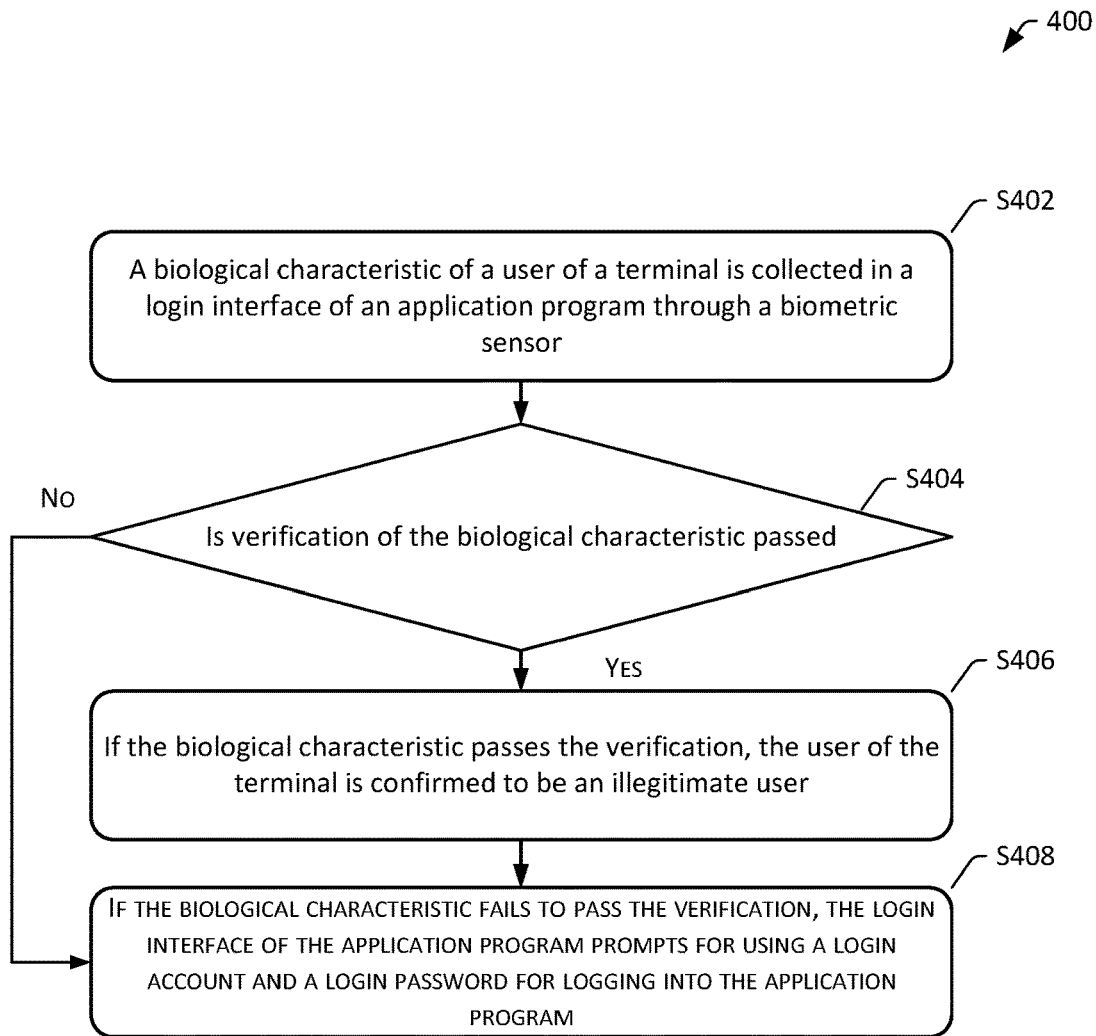 400
S402
A biological characteristic of a user of a terminal is collected in a
login interface of an application program through a biometric
sensor
S404
No
Is verification of the biological characteristic passed
Yes
S406
If the biological characteristic passes the verification, the user of the
terminal is confirmed to be an illegitimate user
S408
IF THE BIOLOGICAL CHARACTERISTIC FAILS TO PASS THE VERIFICATION, THE LOGIN
INTERFACE OF THE APPLICATION PROGRAM PROMPTS FOR USING A LOGIN
ACCOUNT AND A LOGIN PASSWORD FOR LOGGING INTO THE APPLICATION
PROGRAM